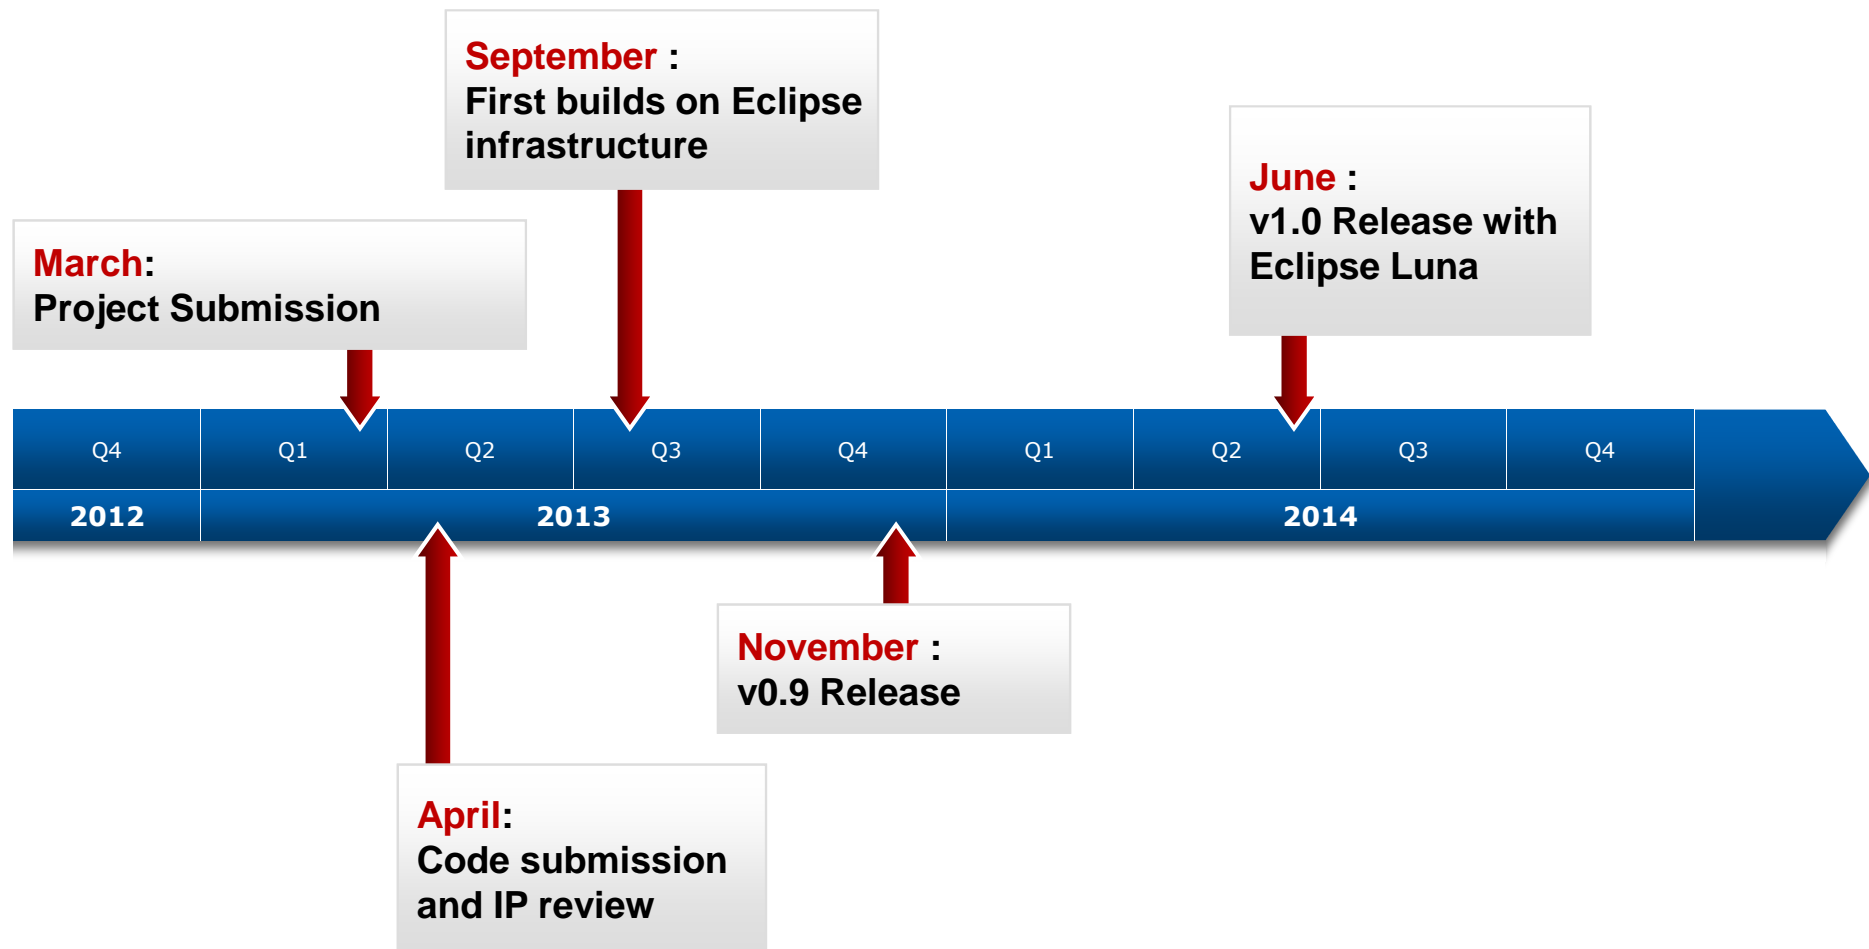 September :
First builds on Eclipse
infrastructure
June :
v1.0 Release with
Eclipse Luna
March:
Project Submission
Q4 Q1 Q2 Q3 Q4 Q1 Q2 Q3 Q4
2012 2013 2014
November :
v0.9 Release
April:
Code submission
and IP review